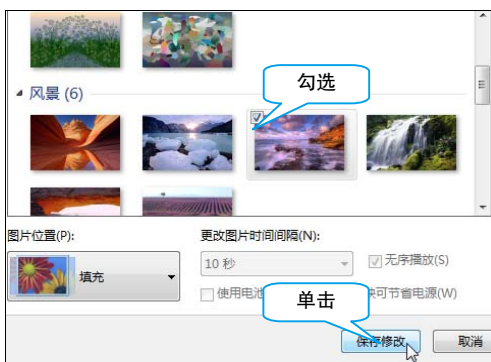 风景 (6)
勾选
图片位置(P):
更改图片时间间隔(N):
填充
10 秒
无序播放(S)
使用电池
可节省电源(W)
单击
保存修改
取消